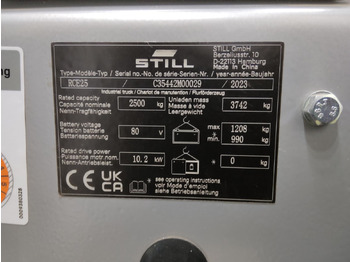 STILL
STILL GmbH
Berzeliusstr. 10
D-22113 Hamburg
Made in China
Type-Modèle-Typ / Serial no.-No. de série-Serien-Nr. / year-année-Baujahr
RCE25 / C35442M00029 / 2023
Industrial truck / Chariot de manutention / Flurförderzeug
Rated capacity
Capacité nominale
Nenn-Tragfähigkeit
2500 kg
Unladen mass
Masse à vide
Leergewicht
3742 kg
Battery voltage
Tension batterie
Batteriespannung
80 v
max 1208 kg
min 990 kg
Rated drive power
Puissance motor. nom.
Nenn-Antriebsleist.
10.2 kW
* 0 kg
CE UK CA
* see operating instructions
voir Mode d'emploi
siehe Betriebsanleitung
ng
0009380328